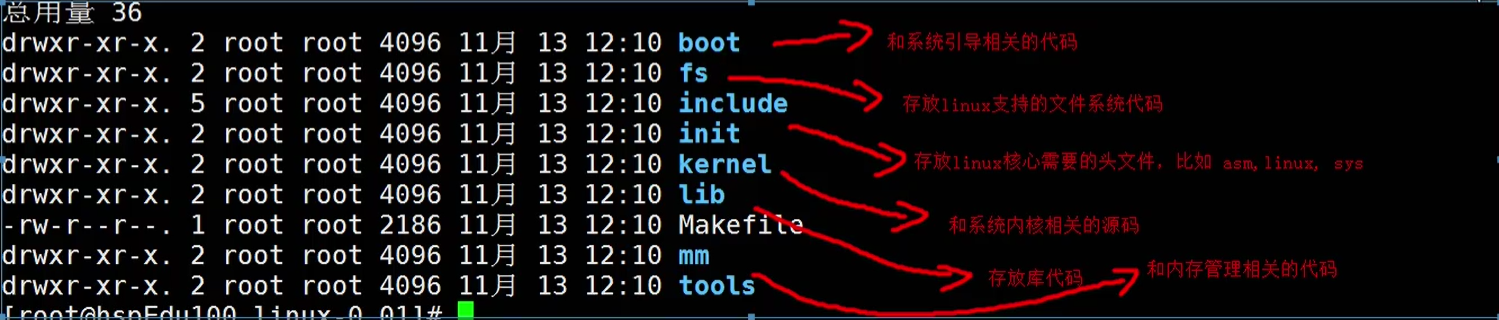 总用量 36
drwxr-xr-x. 2 root root 4096 11月 13 12:10 boot 和系统引导相关的代码
drwxr-xr-x. 2 root root 4096 11月 13 12:10 fs
drwxr-xr-x. 5 root root 4096 11月 13 12:10 include 存放linux支持的文件系统代码
drwxr-xr-x. 2 root root 4096 11月 13 12:10 init
drwxr-xr-x. 2 root root 4096 11月 13 12:10 kernel 存放linux核心需要的头文件，比如 asm,linux, sys
drwxr-xr-x. 2 root root 4096 11月 13 12:10 lib
-rw-r--r--. 1 root root 2186 11月 13 12:10 Makefile 和系统内核相关的源码
drwxr-xr-x. 2 root root 4096 11月 13 12:10 mm
drwxr-xr-x. 2 root root 4096 11月 13 12:10 tools 存放库代码 和内存管理相关的代码
[root@hspEdu100 linux-0.01]#